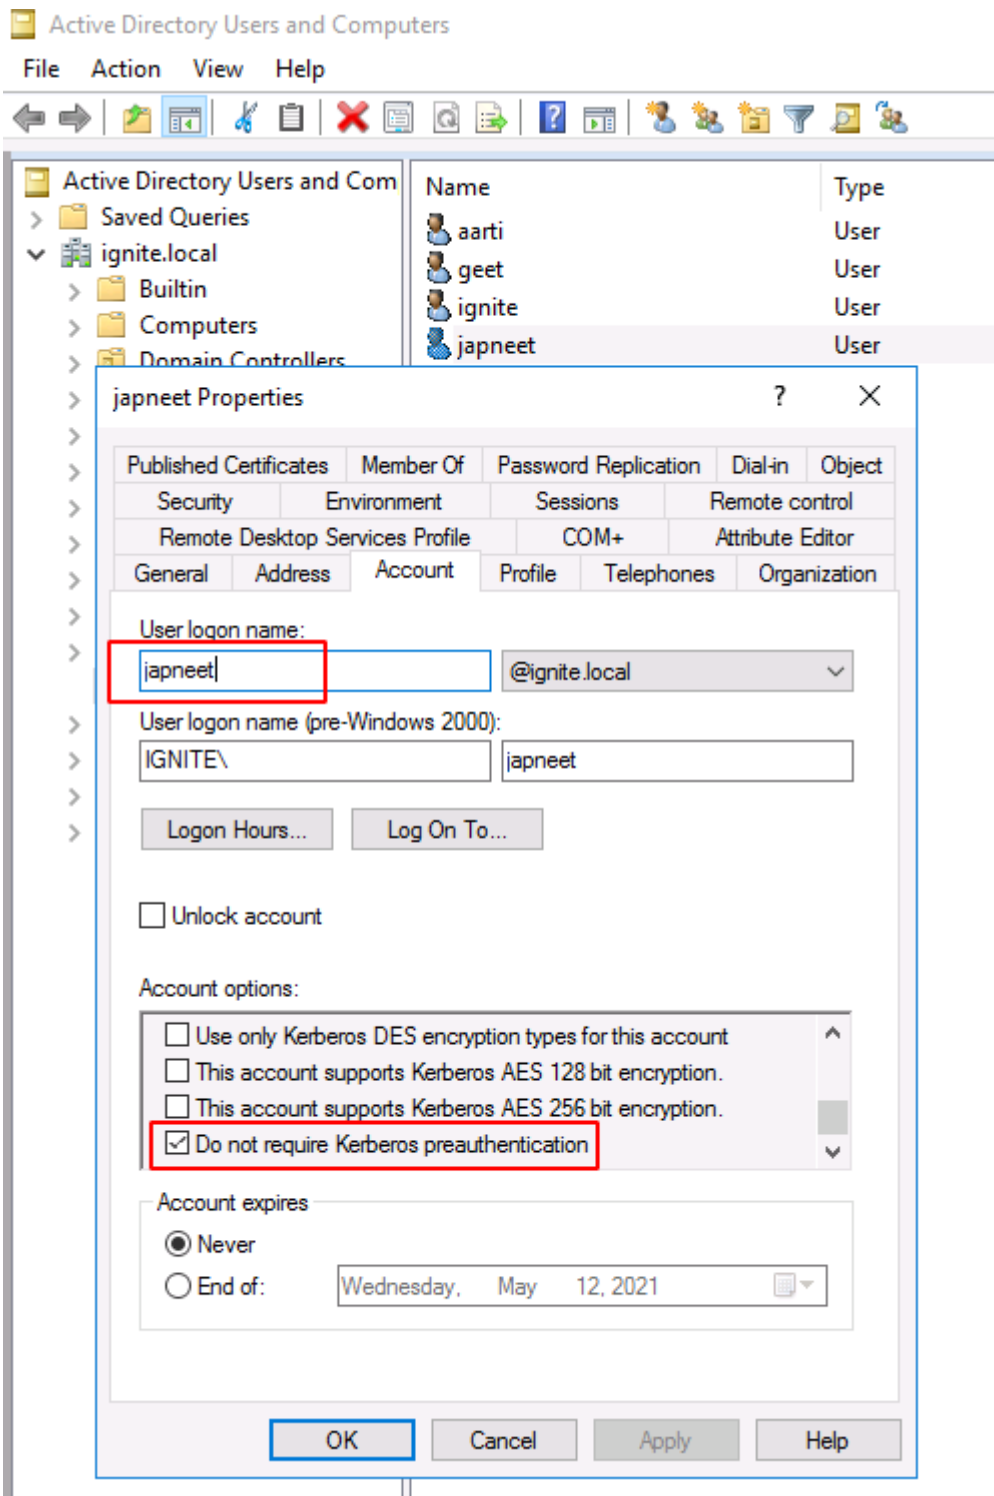 Active Directory Users and Computers
File Action View Help
Active Directory Users and Com
Saved Queries
ignite.local
Builtin
Computers
Domain Controllers
Name Type
aarti User
geet User
ignite User
japneet User
japneet Properties ?
Published Certificates Member Of Password Replication Dial-in Object
Security Environment Sessions Remote control
Remote Desktop Services Profile COM+ Attribute Editor
General Address Account Profile Telephones Organization
User logon name:
japneet @ignite.local
User logon name (pre-Windows 2000):
IGNITE\ japneet
Logon Hours... Log On To...
Unlock account
Account options:
Use only Kerberos DES encryption types for this account
This account supports Kerberos AES 128 bit encryption.
This account supports Kerberos AES 256 bit encryption.
Do not require Kerberos preauthentication
Account expires
Never
End of: Wednesday, May 12, 2021
OK Cancel Apply Help